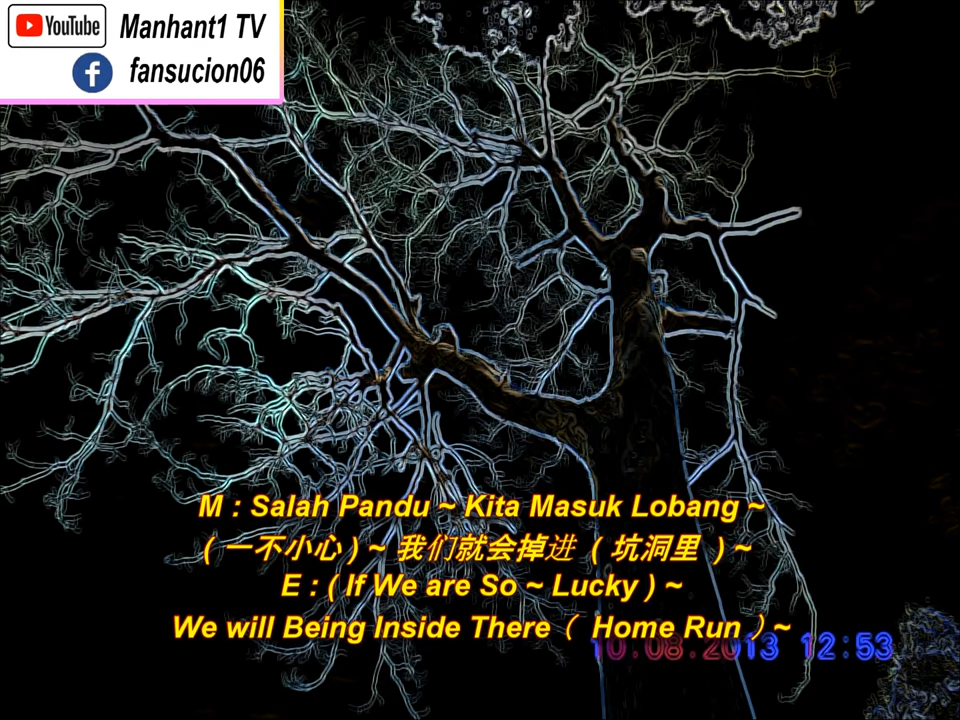 YouTube Manhant1 TV
fansucion06
M : Salah Pandu ~ Kita Masuk Lobang ~
( 一不小心 ) ~ 我们就会掉进 ( 坑洞里 ) ~
E : ( If We are So ~ Lucky ) ~
We will Being Inside There （ Home Run ）~
10.08.2013 12:53